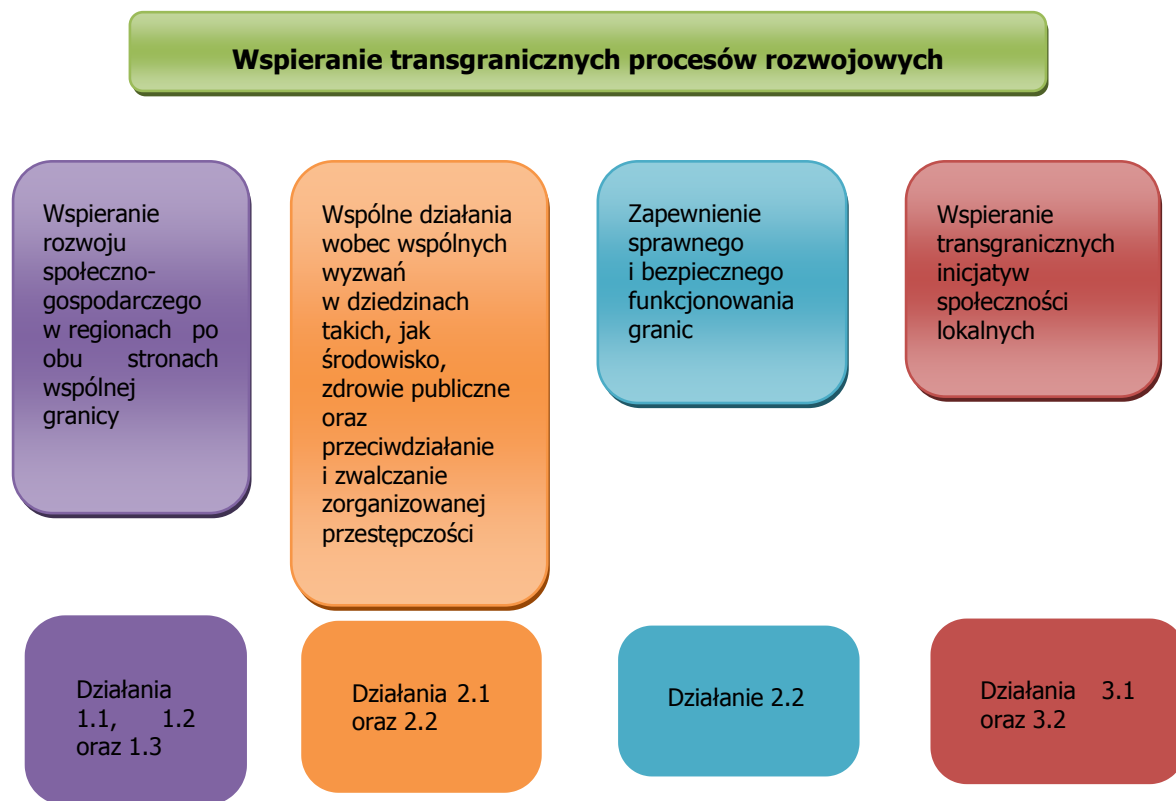 Wspieranie transgranicznych procesów rozwojowych
Wspieranie
rozwoju
społeczno-
gospodarczego
w regionach po
obu stronach
wspólnej
granicy
Wspólne działania
wobec wspólnych
wyzwań
w dziedzinach
takich, jak
środowisko,
zdrowie publiczne
oraz
przeciwdziałanie
i zwalczanie
zorganizowanej
przestępczości
Zapewnienie
sprawnego
i bezpiecznego
funkcjonowania
granic
Wspieranie
transgranicznych
inicjatyw
społeczności
lokalnych
Działania
1.1, 1.2
oraz 1.3
Działania 2.1
oraz 2.2
Działanie 2.2
Działania 3.1
oraz 3.2